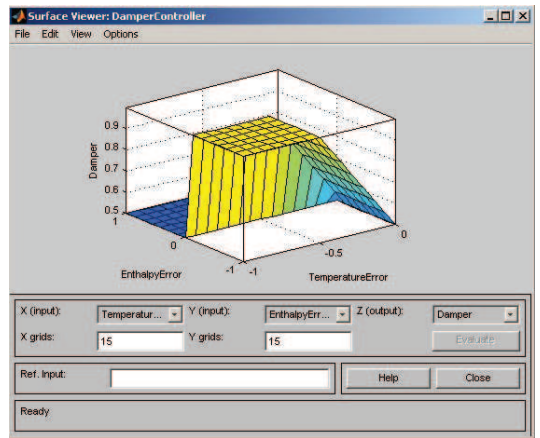 Surface Viewer: DamperController
File Edit View Options
0.9
0.8
0.7
0.6
0.5
Damper
1
0
-1
EnthalpyError
-1
-0.5
0
TemperatureError
X (input): Temperatur... Y (input): EnthalpyErr... Z (output): Damper
X grids: 15 Y grids: 15 Evaluate
Ref. Input: Help Close
Ready